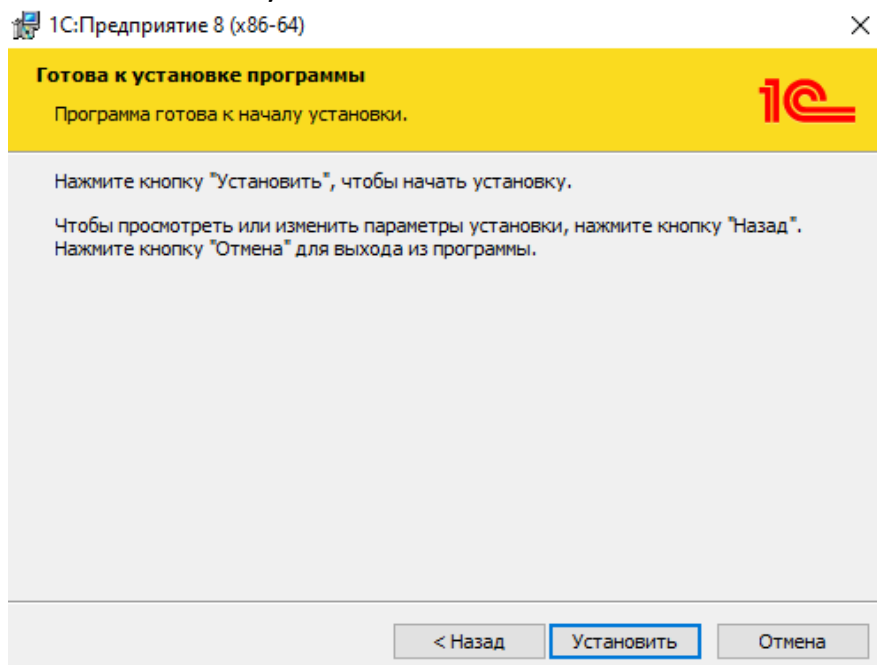 1С:Предприятие 8 (x86-64)
Готова к установке программы
Программа готова к началу установки.
1С
Нажмите кнопку "Установить", чтобы начать установку.
Чтобы просмотреть или изменить параметры установки, нажмите кнопку "Назад".
Нажмите кнопку "Отмена" для выхода из программы.
< Назад
Установить
Отмена